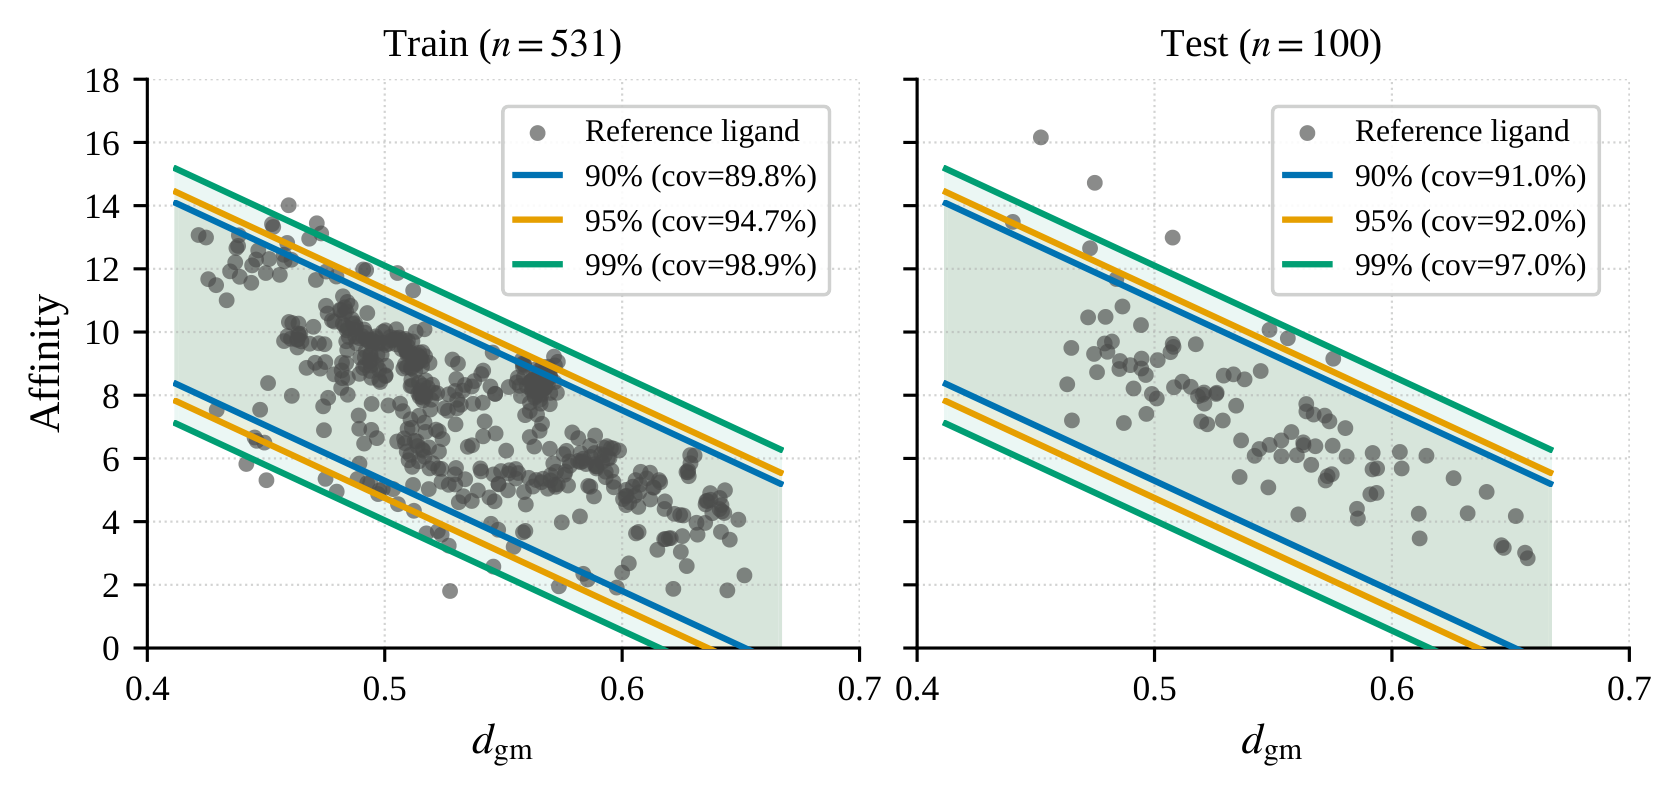 Train (n = 531)
Test (n = 100)
Affinity
18
16
14
12
10
8
6
4
2
0
Reference ligand
90% (cov=89.8%)
95% (cov=94.7%)
99% (cov=98.9%)
Reference ligand
90% (cov=91.0%)
95% (cov=92.0%)
99% (cov=97.0%)
0.4 0.5 0.6 0.7
0.4 0.5 0.6 0.7
d_gm
d_gm